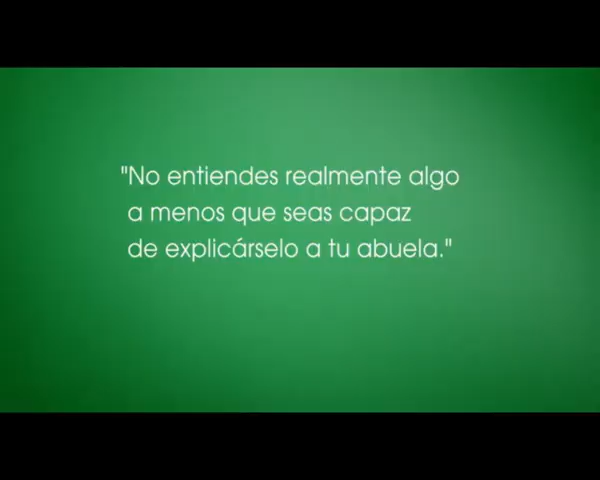 "No entiendes realmente algo
a menos que seas capaz
de explicárselo a tu abuela."